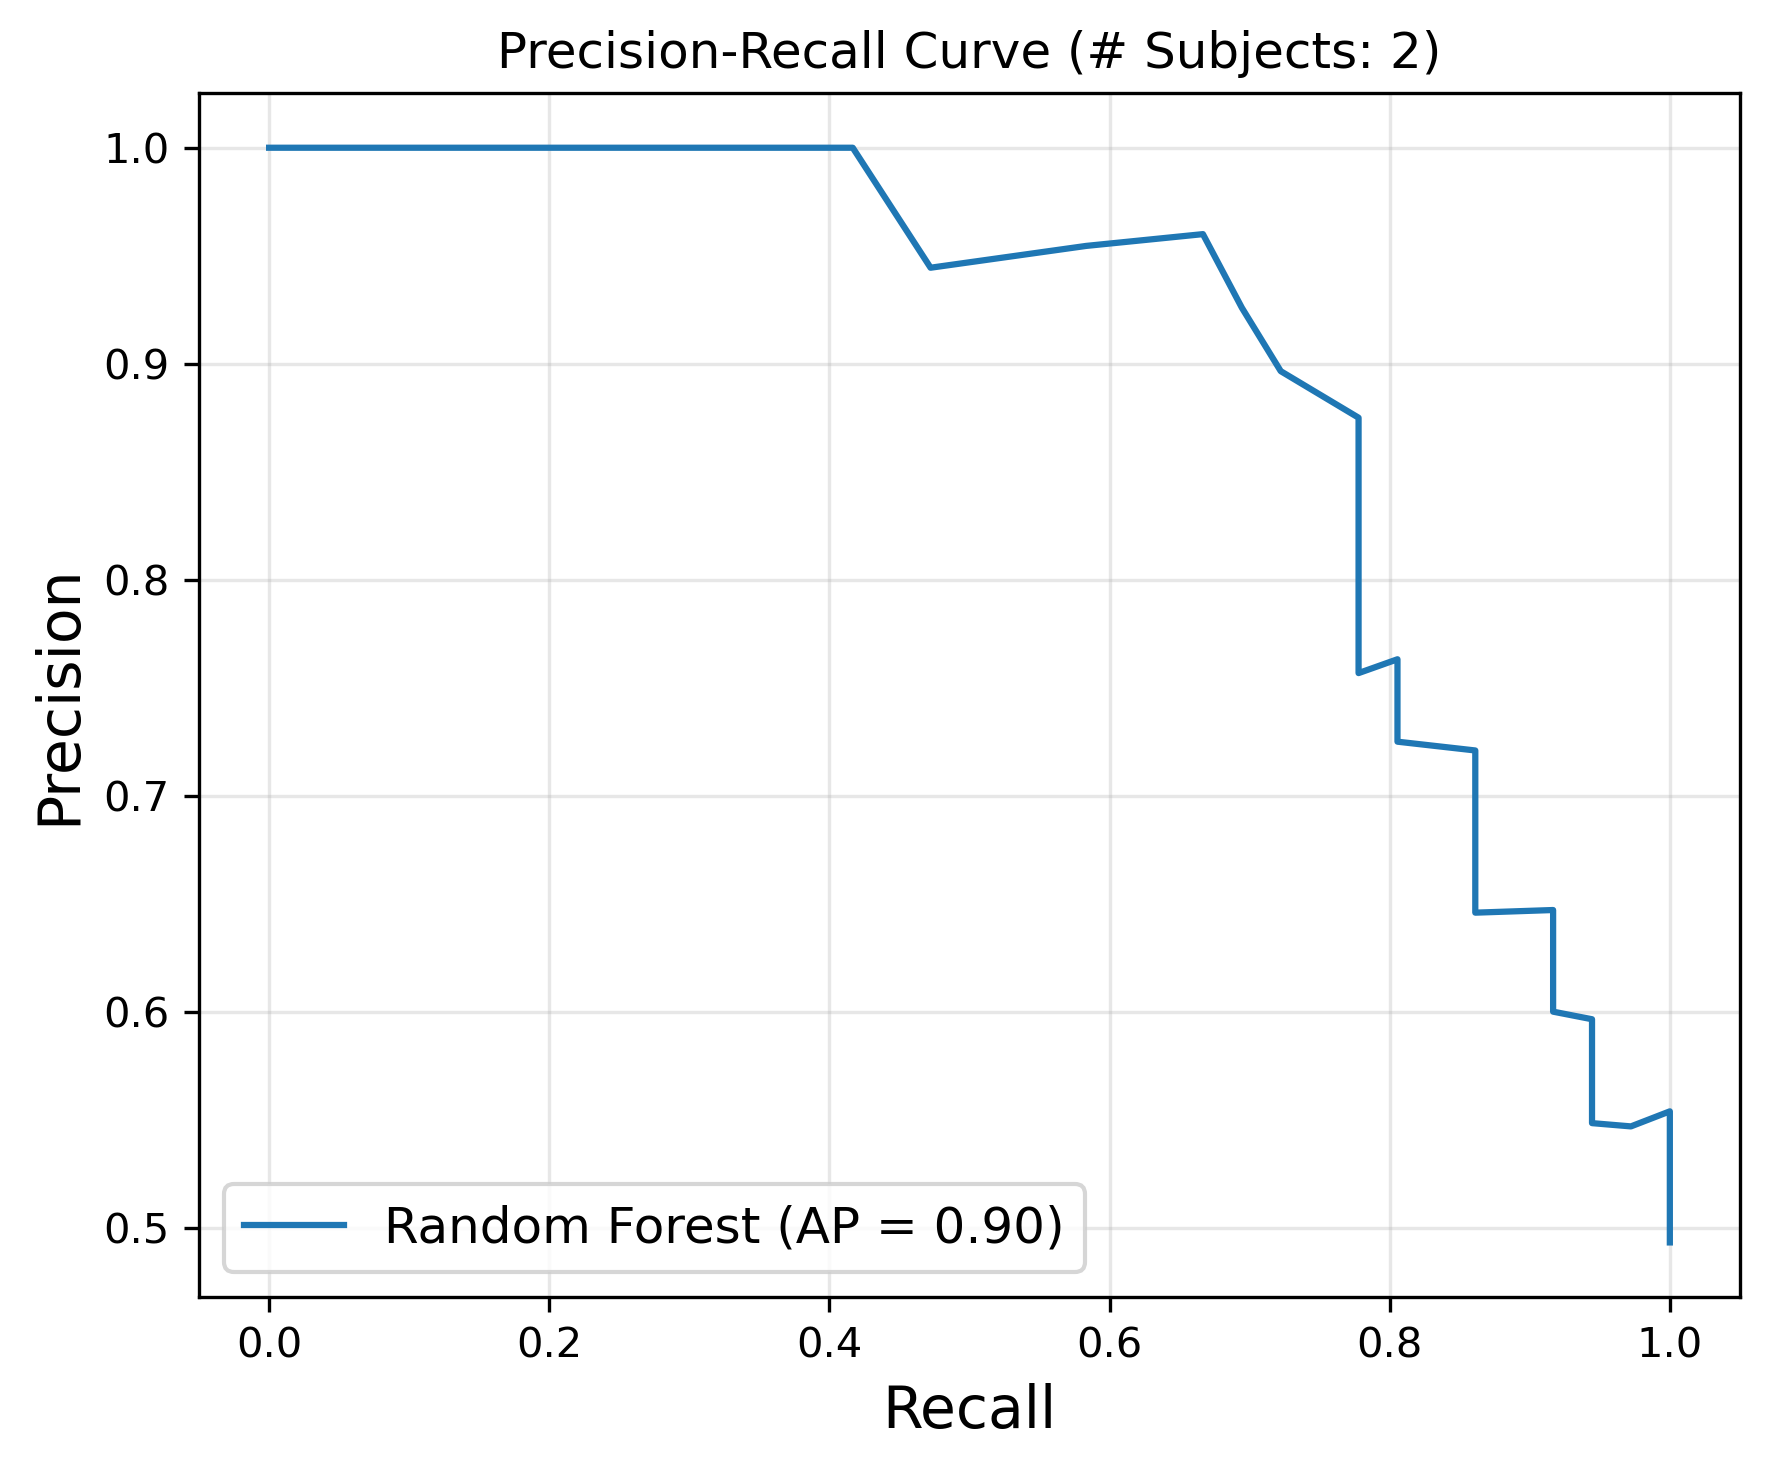 Precision-Recall Curve (# Subjects: 2)
Precision
1.0
0.9
0.8
0.7
0.6
0.5
Random Forest (AP = 0.90)
0.0 0.2 0.4 0.6 0.8 1.0
Recall